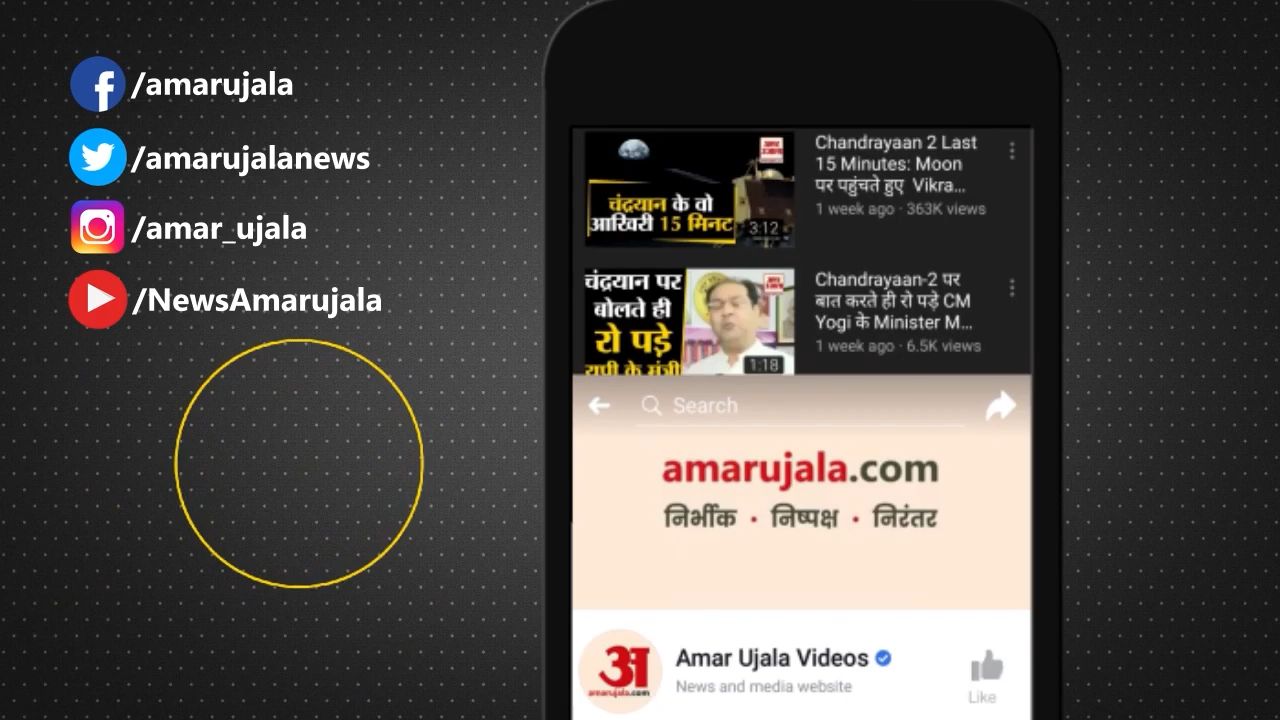 /amarujala
/amarujalanews
/amar_ujala
/NewsAmarujala
चंद्रयान के वो
आखिरी 15 मिनट
3:12
Chandrayaan 2 Last
15 Minutes: Moon
पर पहुंचते हुए Vikra...
1 week ago · 363K views
चंद्रयान पर
बोलते ही
रो पड़े
यूपी के मंत्री
1:18
Chandrayaan-2 पर
बात करते ही रो पड़े CM
Yogi के Minister M...
1 week ago · 6.5K views
Search
amarujala.com
निर्भीक • निष्पक्ष • निरंतर
अ
amarujala.com
Amar Ujala Videos
News and media website
Like